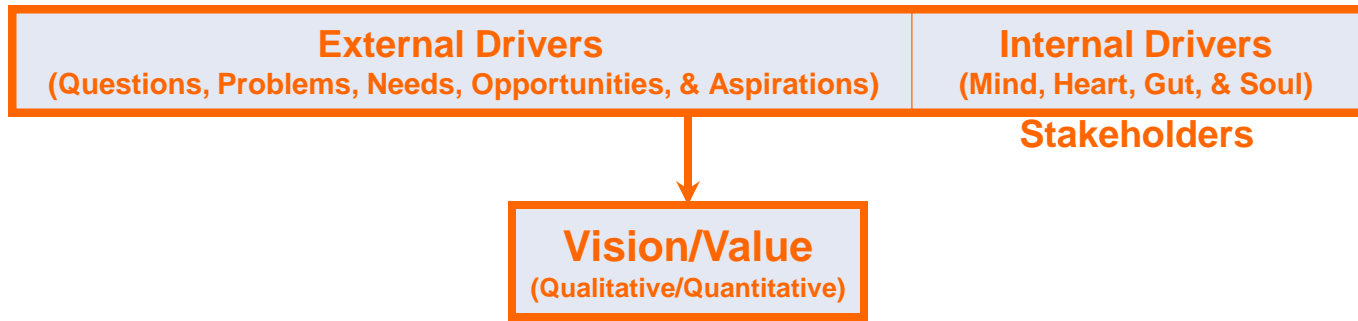 External Drivers
(Questions, Problems, Needs, Opportunities, & Aspirations)
Internal Drivers
(Mind, Heart, Gut, & Soul)
Stakeholders
Vision/Value
(Qualitative/Quantitative)